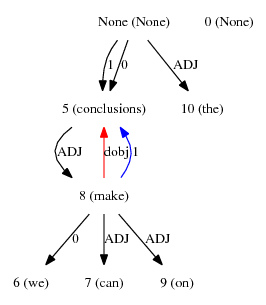 None (None) 0 (None)
1 0 ADJ
5 (conclusions) 10 (the)
ADJ dobj 1
8 (make)
0 ADJ ADJ
6 (we) 7 (can) 9 (on)